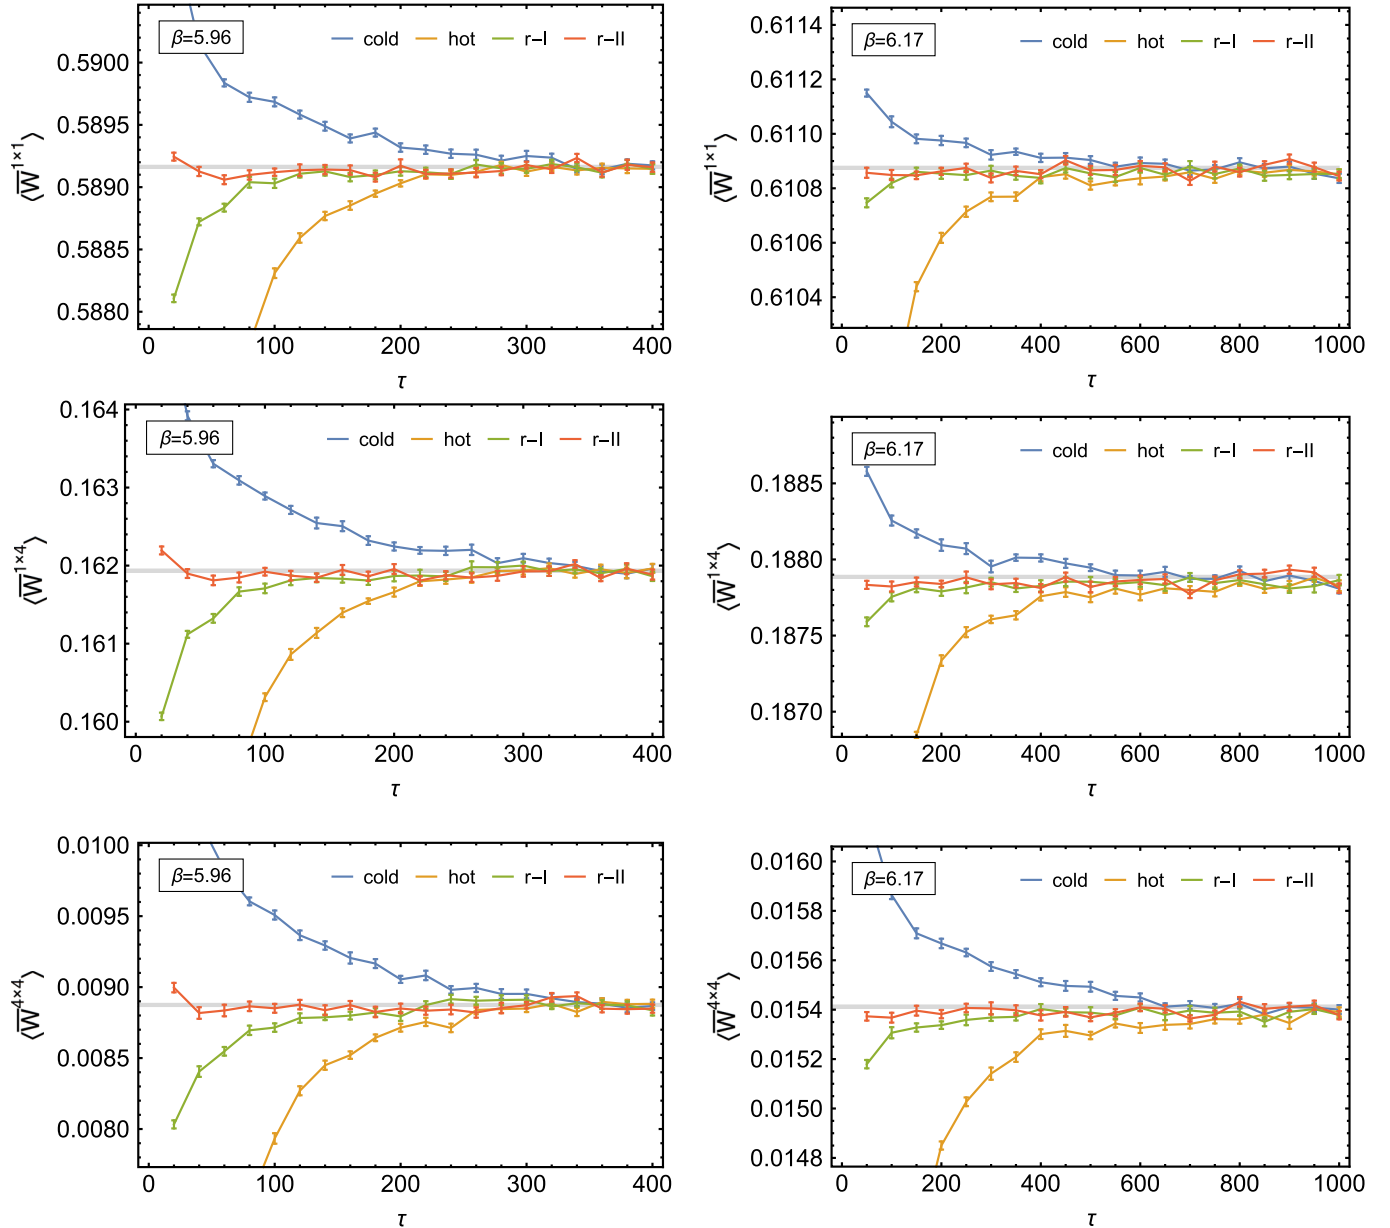 β=5.96
cold hot r-I r-II
0.5900
0.5895
0.5890
0.5885
0.5880
⟨W̅^{1×1}⟩
0 100 200 300 400
τ
β=6.17
cold hot r-I r-II
0.6114
0.6112
0.6110
0.6108
0.6106
0.6104
⟨W̅^{1×1}⟩
0 200 400 600 800 1000
τ
β=5.96
cold hot r-I r-II
0.164
0.163
0.162
0.161
0.160
⟨W̅^{1×4}⟩
0 100 200 300 400
τ
β=6.17
cold hot r-I r-II
0.1885
0.1880
0.1875
0.1870
⟨W̅^{1×4}⟩
0 200 400 600 800 1000
τ
β=5.96
cold hot r-I r-II
0.0100
0.0095
0.0090
0.0085
0.0080
⟨W̅^{4×4}⟩
0 100 200 300 400
τ
β=6.17
cold hot r-I r-II
0.0160
0.0158
0.0156
0.0154
0.0152
0.0150
0.0148
⟨W̅^{4×4}⟩
0 200 400 600 800 1000
τ